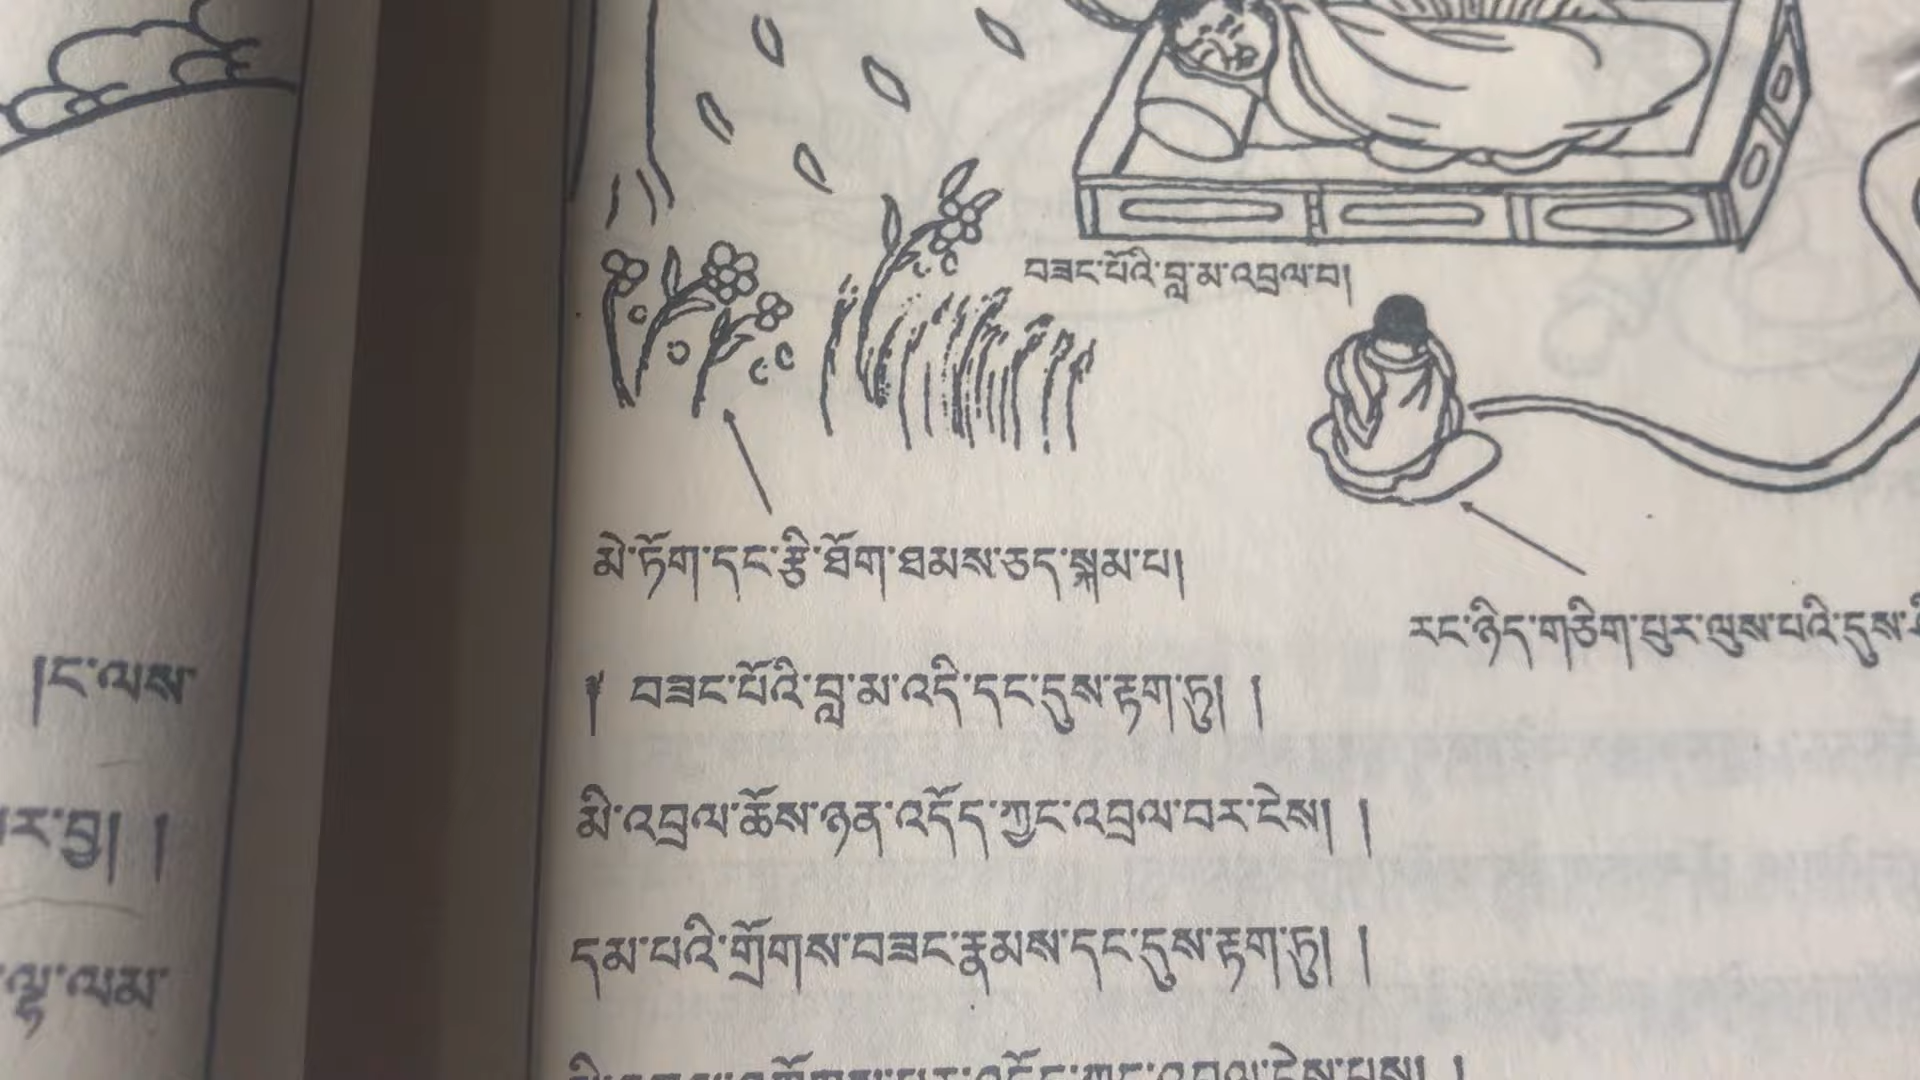 བཟང་པོའི་བླ་མ་འབྲལ་བ།
མེ་ཏོག་དང་རྩི་ཐོག་ཐམས་ཅད་སྐམ་པ།
རང་ཉིད་གཅིག་པུར་ལུས་པའི་དུས་
།ང་ལས་
བཟང་པོའི་བླ་མ་འདི་དང་དུས་རྟག་ཏུ། །
མི་འབྲལ་ཆོས་ཉན་འདོད་ཀྱང་འབྲལ་བར་ངེས། །
དམ་པའི་གྲོགས་བཟང་རྣམས་དང་དུས་རྟག་ཏུ། །